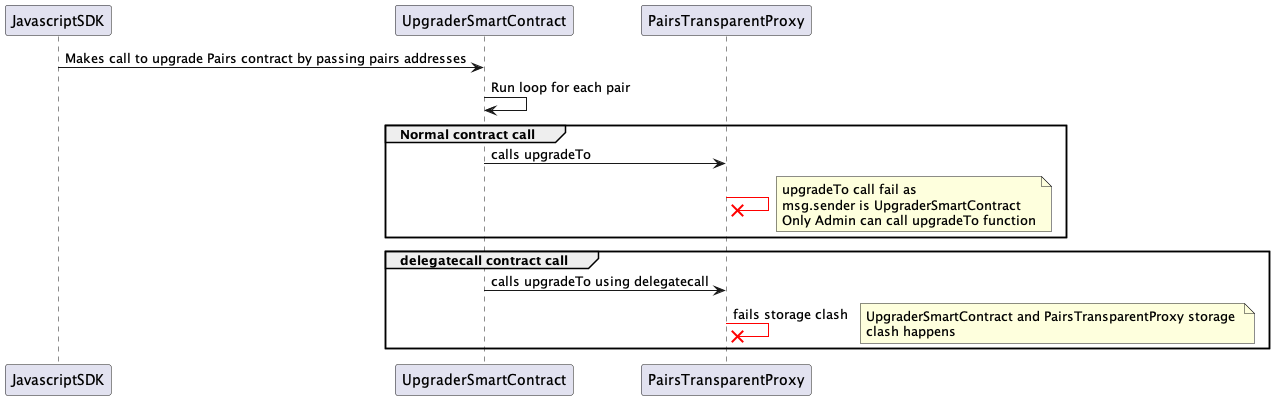 JavascriptSDK
UpgraderSmartContract
PairsTransparentProxy
Makes call to upgrade Pairs contract by passing pairs addresses
Run loop for each pair
Normal contract call
calls upgradeTo
upgradeTo call fail as
msg.sender is UpgraderSmartContract
Only Admin can call upgradeTo function
delegatecall contract call
calls upgradeTo using delegatecall
fails storage clash
UpgraderSmartContract and PairsTransparentProxy storage
clash happens
JavascriptSDK
UpgraderSmartContract
PairsTransparentProxy